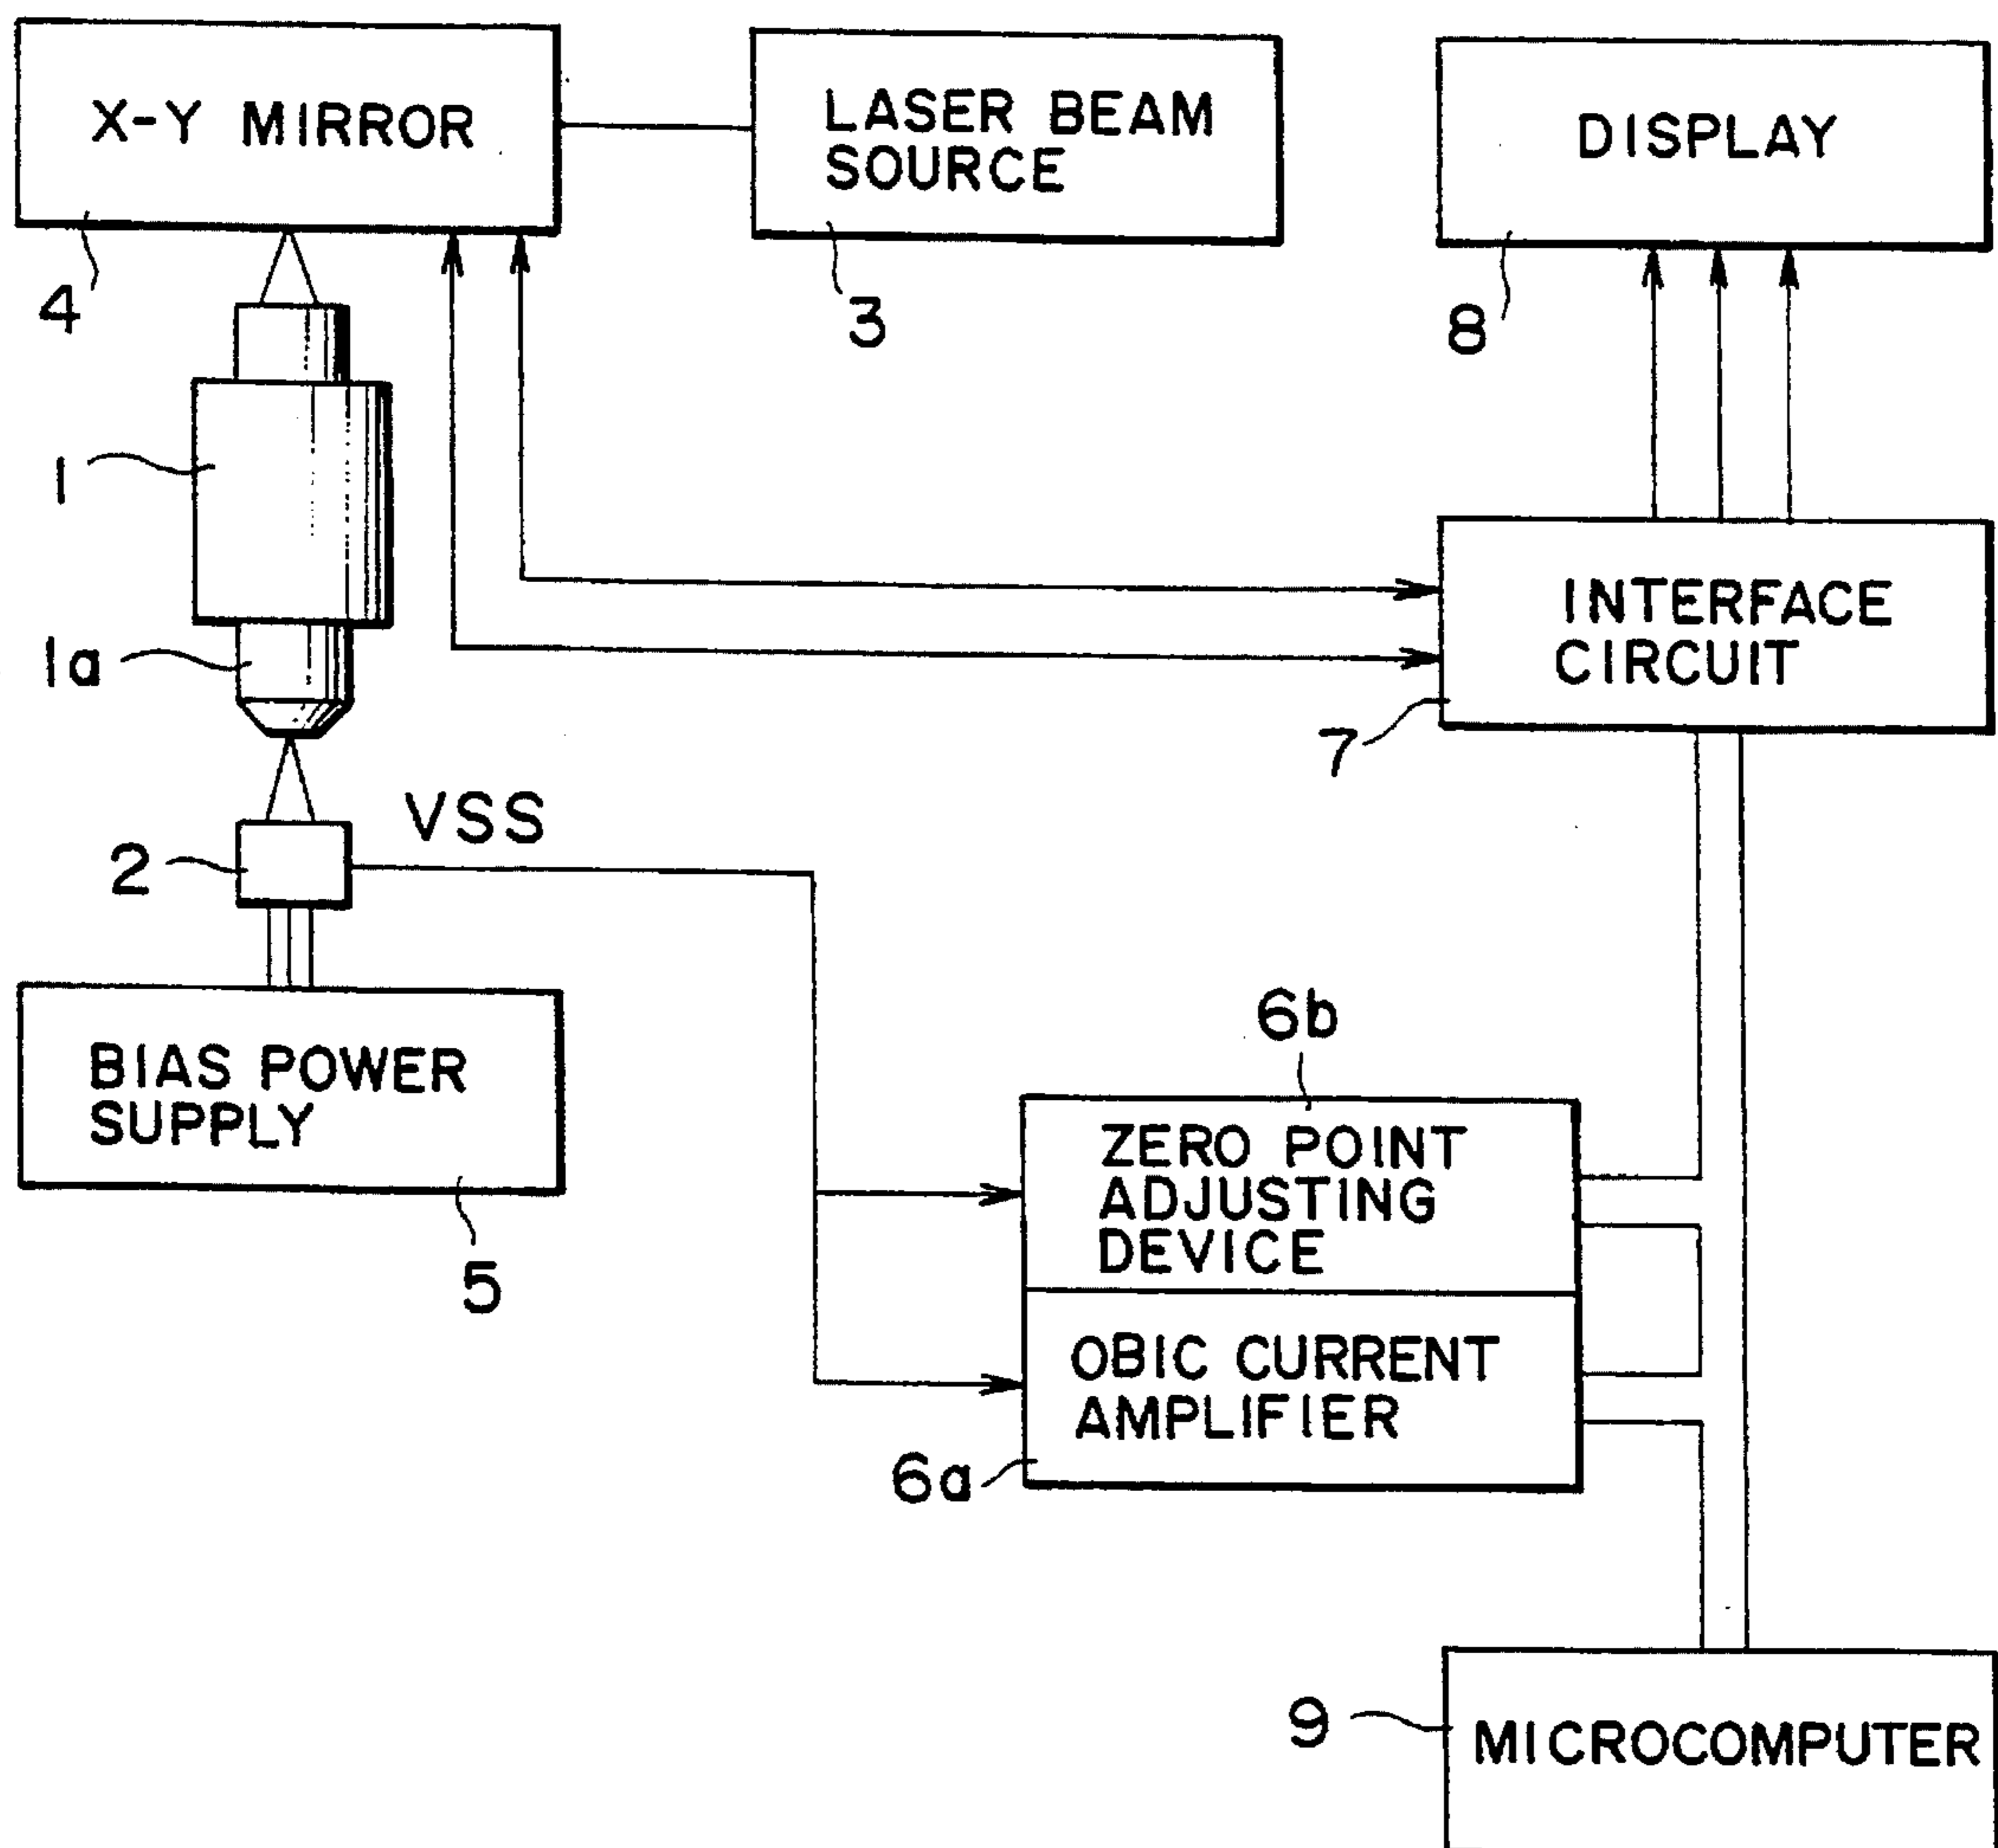 X-Y MIRROR
LASER BEAM
SOURCE
DISPLAY
4
3
8
1
INTERFACE
CIRCUIT
1a
7
VSS
2
6b
BIAS POWER
SUPPLY
ZERO POINT
ADJUSTING
DEVICE
5
OBIC CURRENT
AMPLIFIER
6a
9
MICROCOMPUTER